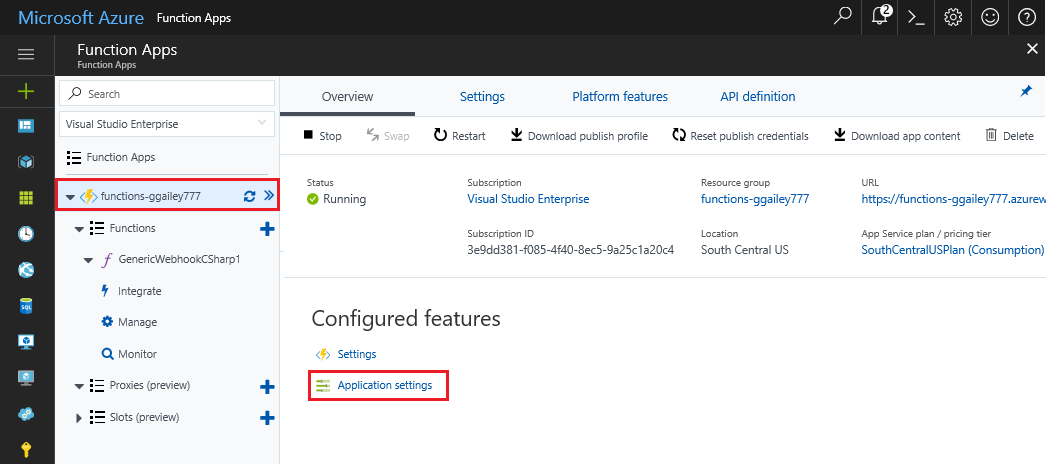 Microsoft Azure Function Apps
2
Function Apps
Function Apps
Search
Visual Studio Enterprise
Function Apps
functions-ggailey777
Functions
GenericWebhookCSharp1
Integrate
Manage
Monitor
Proxies (preview)
Slots (preview)
Overview Settings Platform features API definition
Stop Swap Restart Download publish profile Reset publish credentials Download app content Delete
Status Subscription Resource group URL
Running Visual Studio Enterprise functions-ggailey777 https://functions-ggailey777.azurew
Subscription ID Location App Service plan / pricing tier
3e9dd381-f085-4f40-8ec5-9a25c1a20c4 South Central US SouthCentralUSPlan (Consumption)
Configured features
Settings
Application settings